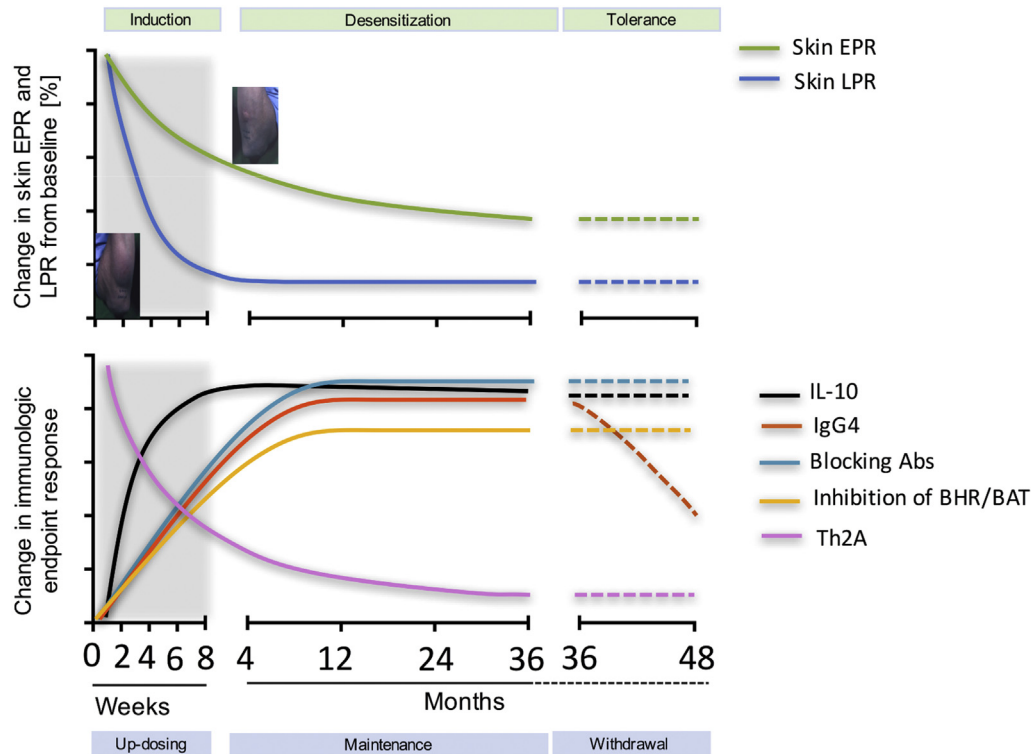 Induction
Desensitization
Tolerance
Change in skin EPR and
LPR from baseline [%]
Skin EPR
Skin LPR
Change in immunologic
endpoint response
IL-10
IgG4
Blocking Abs
Inhibition of BHR/BAT
Th2A
0 2 4 6 8 4 12 24 36 36 48
Weeks
Months
Up-dosing
Maintenance
Withdrawal